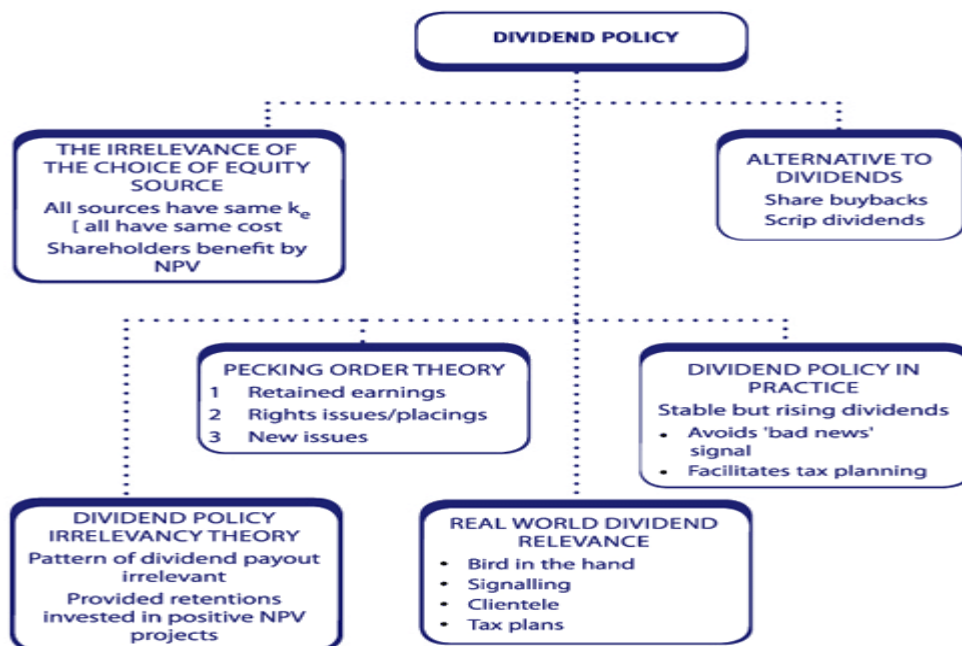 DIVIDEND POLICY
THE IRRELEVANCE OF
THE CHOICE OF EQUITY
SOURCE
All sources have same ke
[ all have same cost
Shareholders benefit by
NPV
ALTERNATIVE TO
DIVIDENDS
Share buybacks
Scrip dividends
PECKING ORDER THEORY
1 Retained earnings
2 Rights issues/placings
3 New issues
DIVIDEND POLICY IN
PRACTICE
Stable but rising dividends
• Avoids 'bad news'
signal
• Facilitates tax planning
DIVIDEND POLICY
IRRELEVANCY THEORY
Pattern of dividend payout
irrelevant
Provided retentions
invested in positive NPV
projects
REAL WORLD DIVIDEND
RELEVANCE
• Bird in the hand
• Signalling
• Clientele
• Tax plans